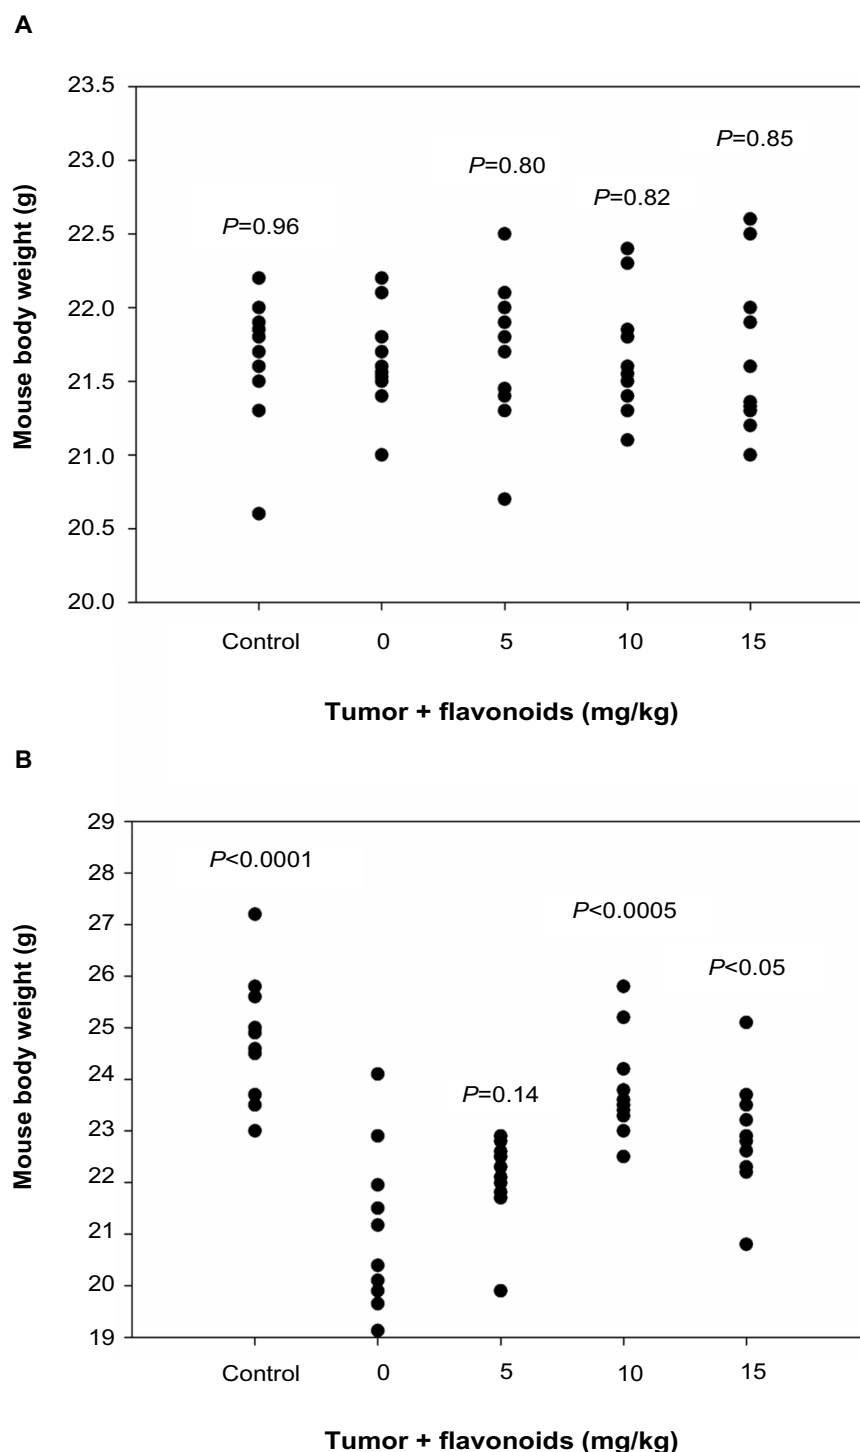 A
23.5
23.0
22.5
22.0
21.5
21.0
20.5
20.0
Mouse body weight (g)
P=0.96
P=0.80
P=0.82
P=0.85
Control 0 5 10 15
Tumor + flavonoids (mg/kg)
B
29
28
27
26
25
24
23
22
21
20
19
Mouse body weight (g)
P<0.0001
P=0.14
P<0.0005
P<0.05
Control 0 5 10 15
Tumor + flavonoids (mg/kg)